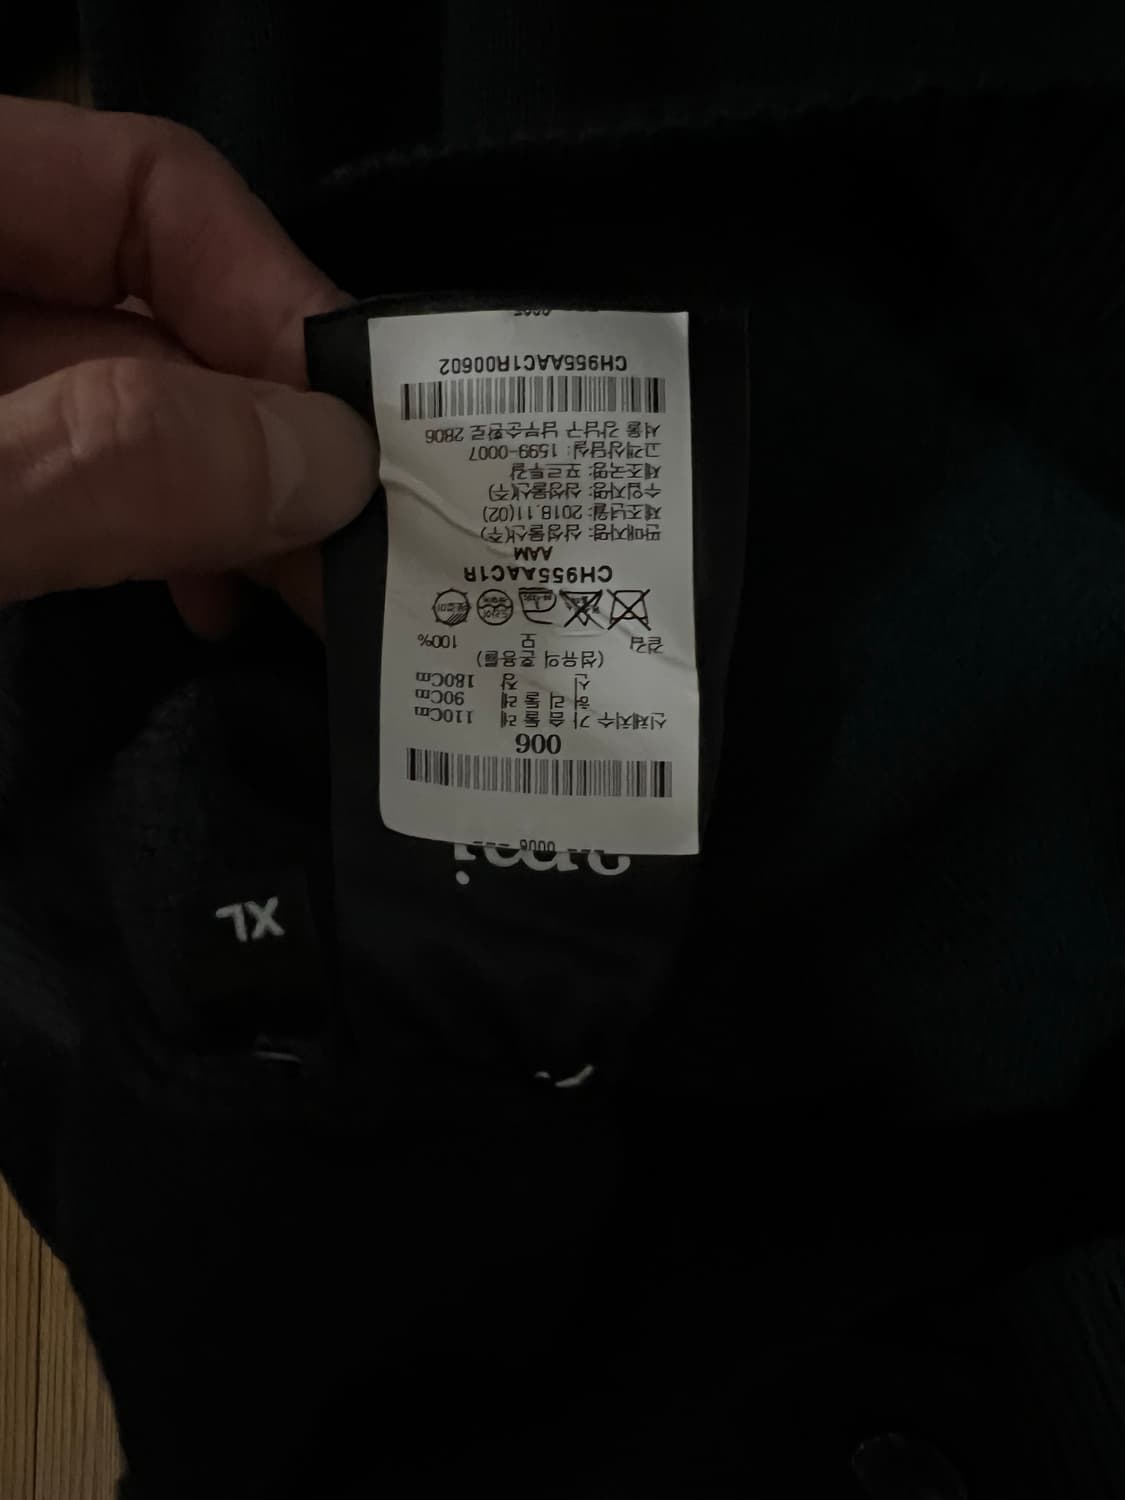 0006
006
신체치수 가 슴 둘 레 110Cm
허 리 둘 레 90Cm
신 장 180Cm
(섬유의 혼용률)
겉감 모 100%
CH955AAC1R
AAM
판매자명: 삼성물산(주)
제조년월: 2018.11(02)
수입자명: 삼성물산(주)
제조국명: 포르투갈
고객상담실: 1599-0007
서울 강남구 남부순환로 2806
CH955AAC1R00602
XL